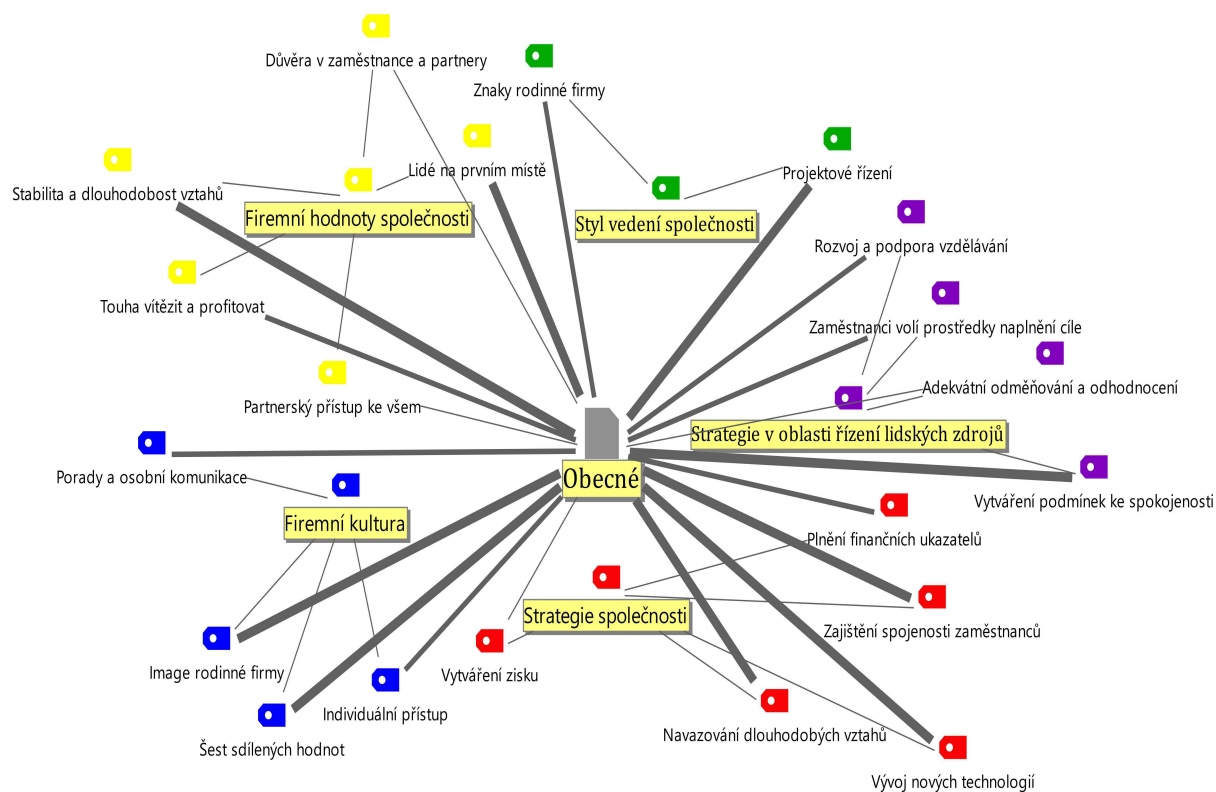 Důvěra v zaměstnance a partnery
Znaky rodinné firmy
Lidé na prvním místě
Projektové řízení
Stabilita a dlouhodobost vztahů
Firemní hodnoty společnosti
Styl vedení společnosti
Rozvoj a podpora vzdělávání
Touha vítězit a profitovat
Zaměstnanci volí prostředky naplnění cíle
Adekvátní odměňování a odhodnocení
Partnerský přístup ke všem
Strategie v oblasti řízení lidských zdrojů
Porady a osobní komunikace
Obecné
Vytváření podmínek ke spokojenosti
Firemní kultura
Plnění finančních ukazatelů
Strategie společnosti
Zajištění spojenosti zaměstnanců
Image rodinné firmy
Vytváření zisku
Individuální přístup
Navazování dlouhodobých vztahů
Šest sdílených hodnot
Vývoj nových technologií